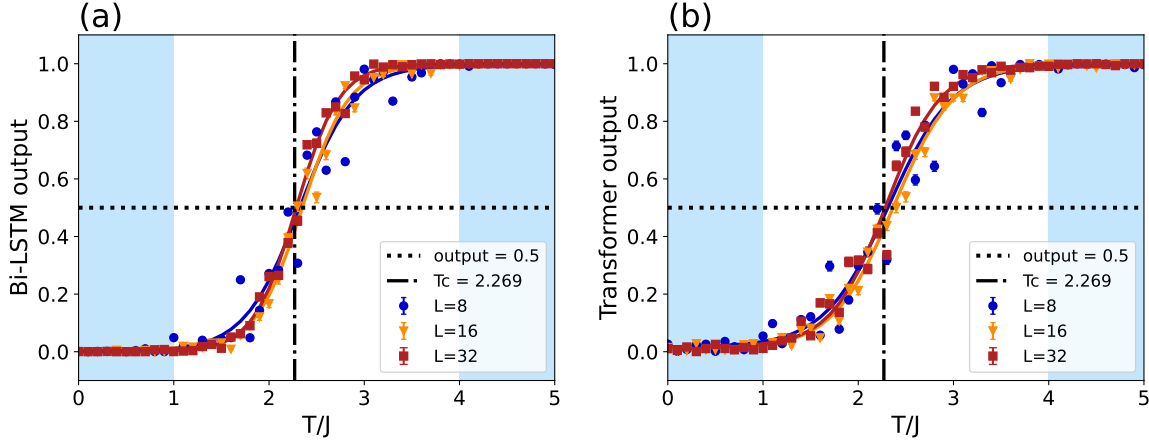 (a)
Bi-LSTM output
1.0
0.8
0.6
0.4
0.2
0.0
output = 0.5
Tc = 2.269
L=8
L=16
L=32
0 1 2 3 4 5
T/J
(b)
Transformer output
1.0
0.8
0.6
0.4
0.2
0.0
output = 0.5
Tc = 2.269
L=8
L=16
L=32
0 1 2 3 4 5
T/J